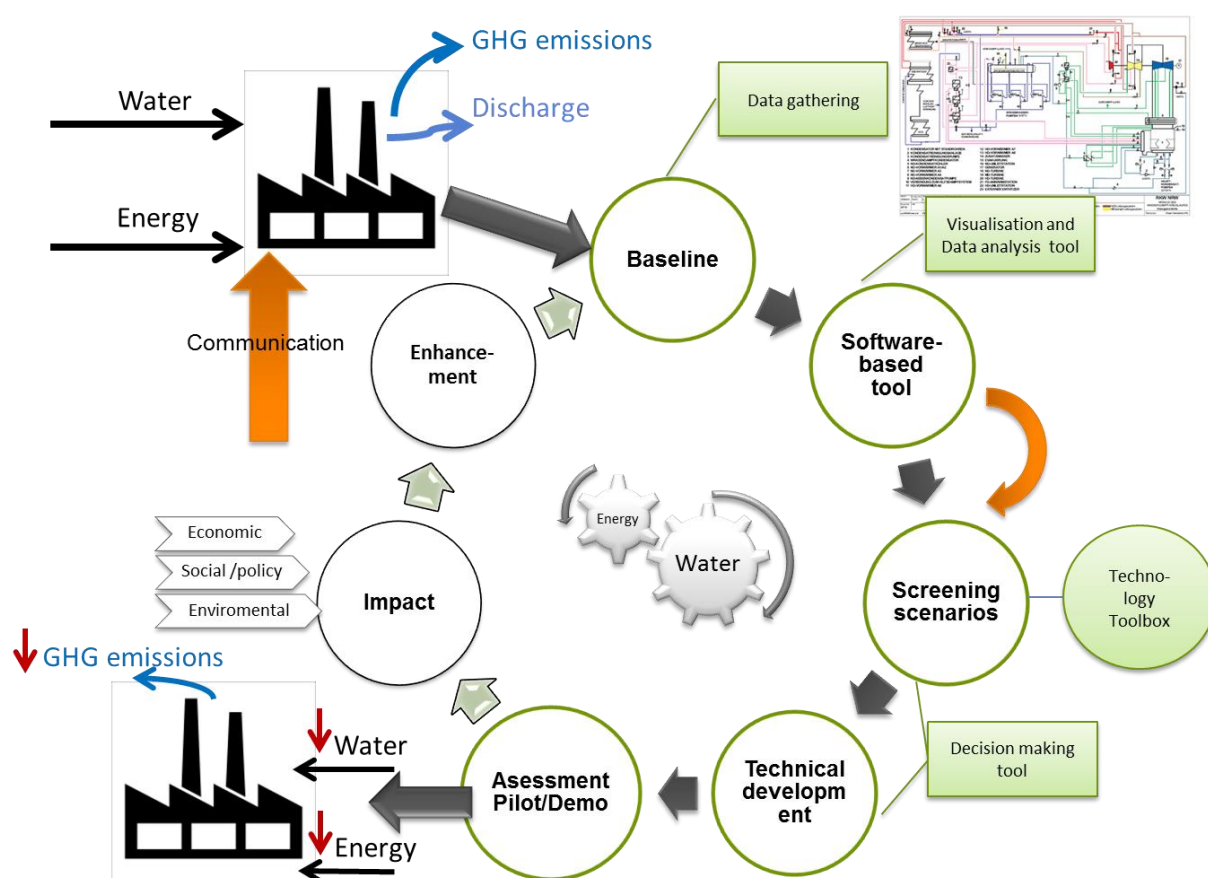 GHG emissions
Water
Discharge
Energy
Data gathering
Visualisation and
Data analysis tool
Baseline
Communication
Enhance-
ment
Software-
based
tool
Energy
Water
Economic
Social /policy
Enviromental
Impact
Screening
scenarios
Techno-
logy
Toolbox
GHG emissions
Water
Energy
Asessment
Pilot/Demo
Technical
developm
ent
Decision making
tool